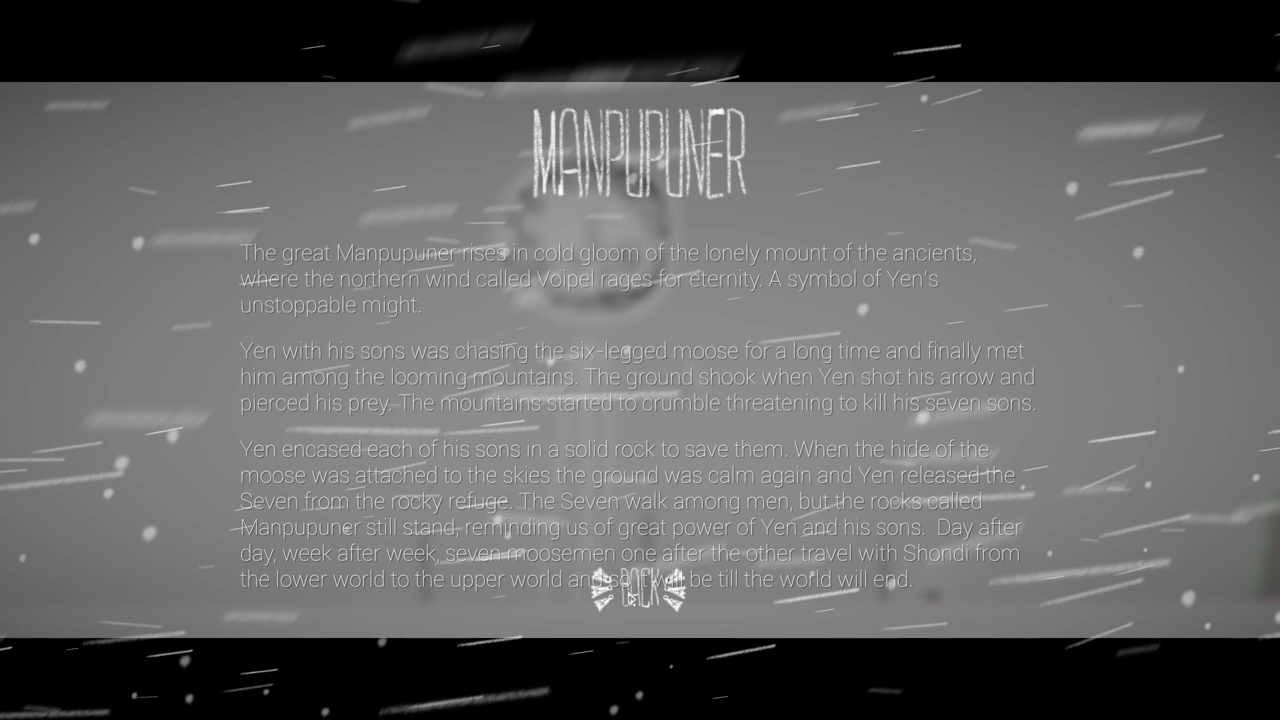 MANPUPUNER
The great Manpupuner rises in cold gloom of the lonely mount of the ancients,
where the northern wind called Voipel rages for eternity. A symbol of Yen's
unstoppable might.
Yen with his sons was chasing the six-legged moose for a long time and finally met
him among the looming mountains. The ground shook when Yen shot his arrow and
pierced his prey. The mountains started to crumble threatening to kill his seven sons.
Yen encased each of his sons in a solid rock to save them. When the hide of the
moose was attached to the skies the ground was calm again and Yen released the
Seven from the rocky refuge. The Seven walk among men, but the rocks called
Manpupuner still stand, reminding us of great power of Yen and his sons.  Day after
day, week after week, seven moosemen one after the other travel with Shondi from
the lower world to the upper world and be till the world will end.
BACK